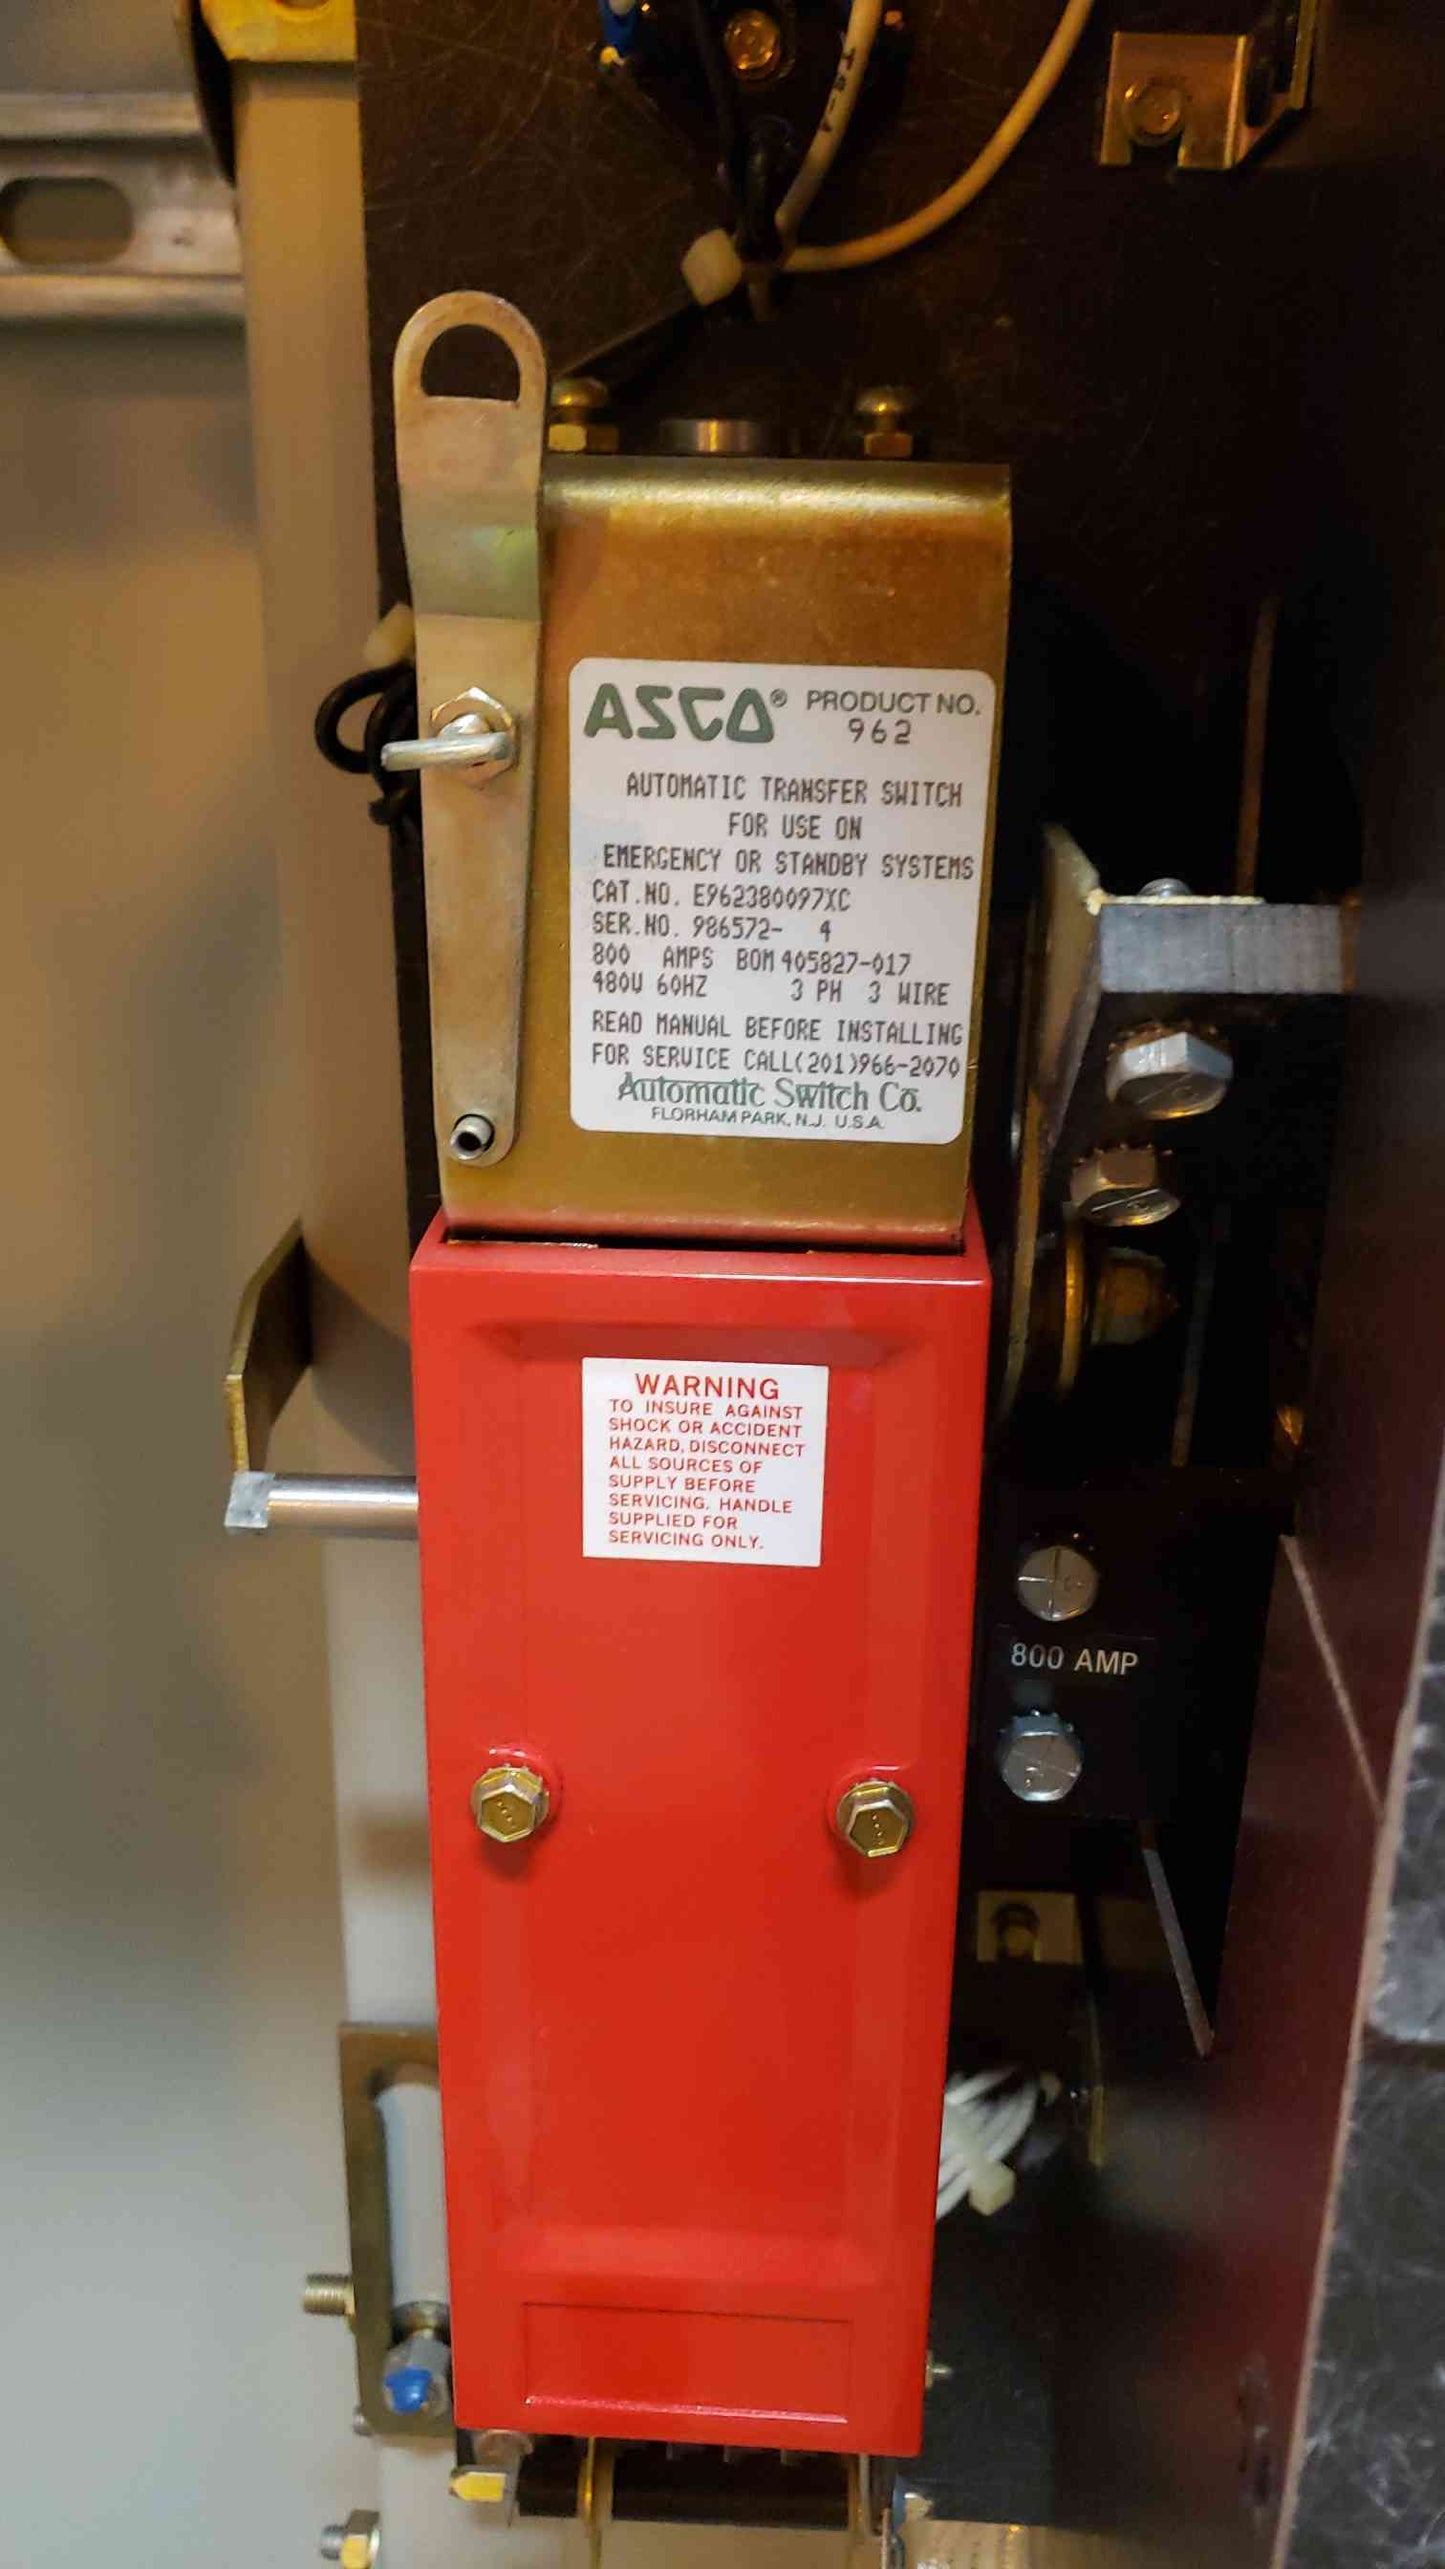 T8-4
ASCO® PRODUCT NO.
962
AUTOMATIC TRANSFER SWITCH
FOR USE ON
EMERGENCY OR STANDBY SYSTEMS
CAT.NO. E962380097XC
SER.NO. 986572- 4
800 AMPS BOM 405827-017
480V 60HZ 3 PH 3 WIRE
READ MANUAL BEFORE INSTALLING
FOR SERVICE CALL(201)966-2070
Automatic Switch Co.
FLORHAM PARK, N.J. U.S.A.
WARNING
TO INSURE AGAINST
SHOCK OR ACCIDENT
HAZARD, DISCONNECT
ALL SOURCES OF
SUPPLY BEFORE
SERVICING. HANDLE
SUPPLIED FOR
SERVICING ONLY.
800 AMP